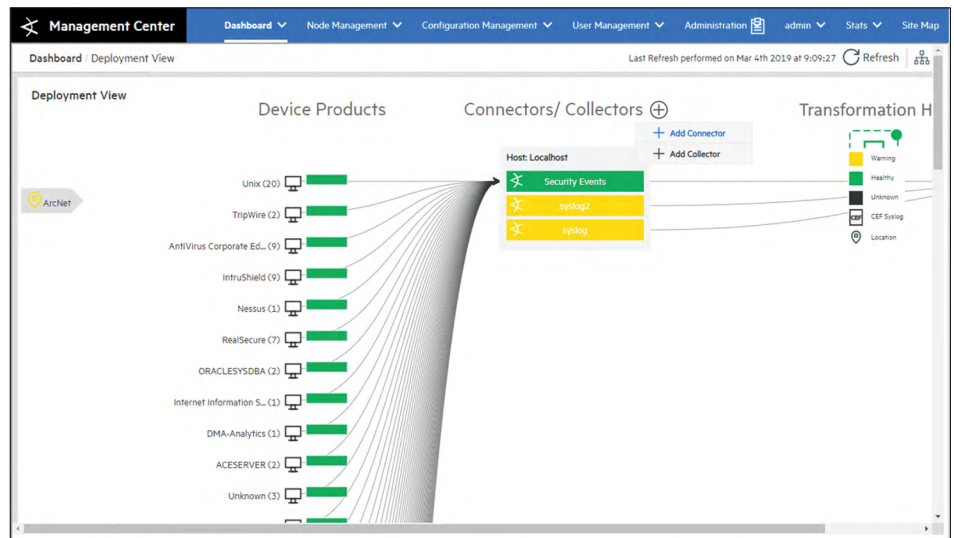 Management Center Dashboard Node Management Configuration Management User Management Administration admin Stats Site Map
Dashboard / Deployment View Last Refresh performed on Mar 4th 2019 at 9:09:27 Refresh
Deployment View
Device Products Connectors/ Collectors Transformation H
Add Connector
Add Collector
Host: Localhost
Security Events
syslog2
syslog
Warning
Healthy
Unknown
CEF CEF Syslog
Location
ArcNet
Unix (20)
TripWire (2)
AntiVirus Corporate Ed...(9)
IntruShield (9)
Nessus (1)
RealSecure (7)
ORACLESYSDBA (2)
Internet Information S...(1)
DMA-Analytics (1)
ACESERVER (2)
Unknown (3)